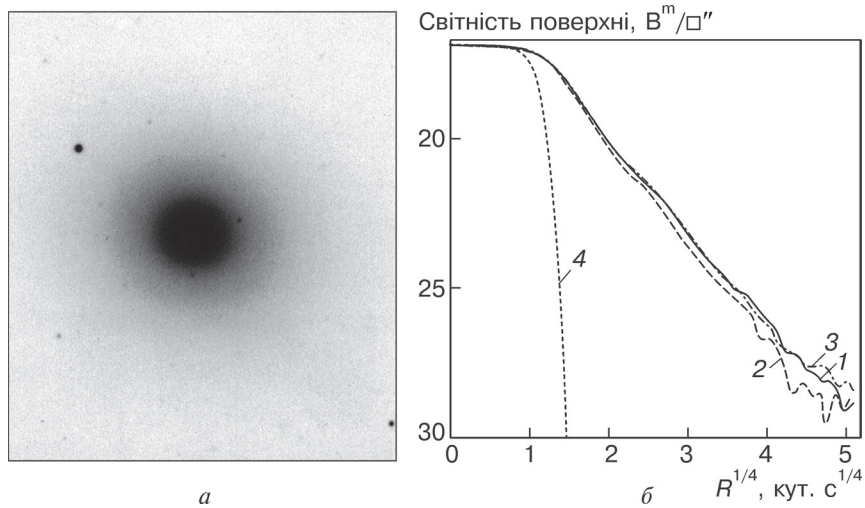 Світність поверхні, Bᵐ/□″
20
25
30
0 1 2 3 4 5
4
3
1
2
R^{1/4}, кут. с^{1/4}
а
б